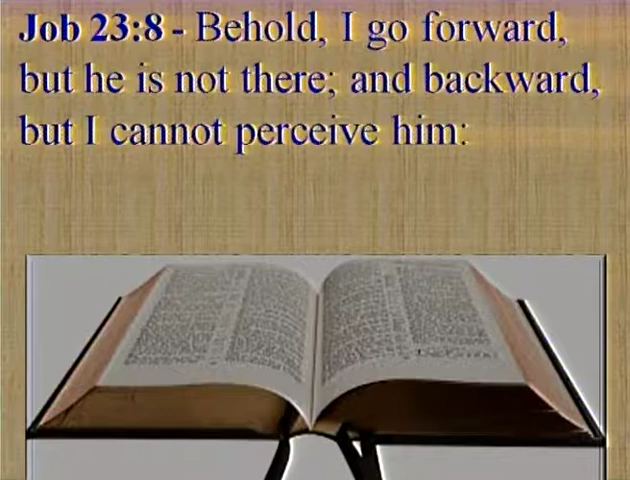 Job 23:8 - Behold, I go forward,
but he is not there; and backward,
but I cannot perceive him: